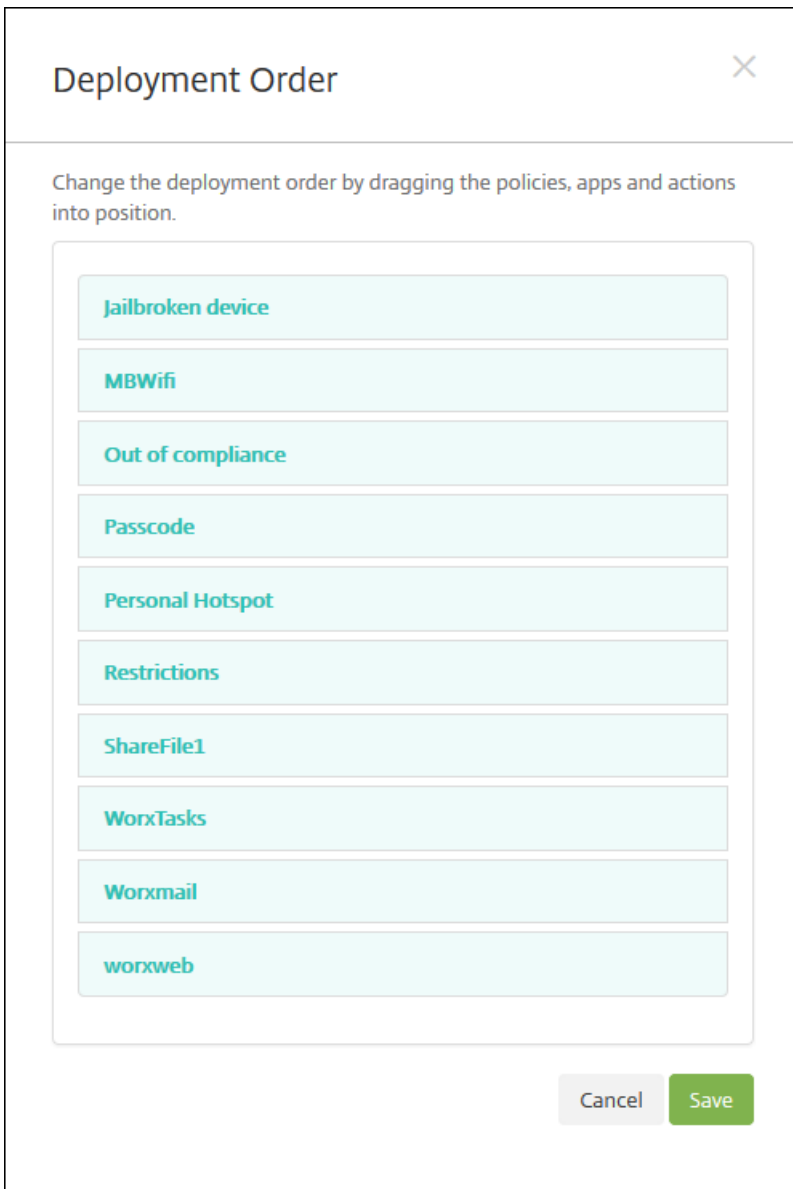 Deployment Order
Change the deployment order by dragging the policies, apps and actions
into position.
Jailbroken device
MBWifi
Out of compliance
Passcode
Personal Hotspot
Restrictions
ShareFile1
WorxTasks
Worxmail
worxweb
Cancel
Save